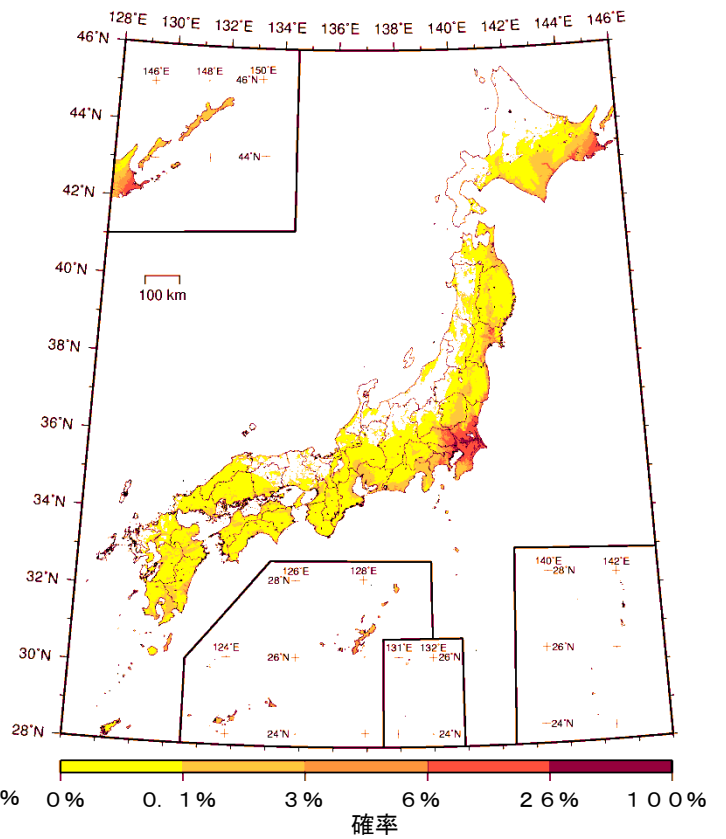 128°E 130°E 132°E 134°E 136°E 138°E 140°E 142°E 144°E 146°E
46°N
146°E 148°E 150°E
46°N
44°N
44°N
42°N
40°N
100 km
38°N
36°N
34°N
32°N
126°E 128°E
28°N
140°E 142°E
28°N
30°N
124°E
26°N
131°E 132°E
26°N
26°N
28°N
24°N
24°N
24°N
% 0% 0.1% 3% 6% 26% 100%
確率